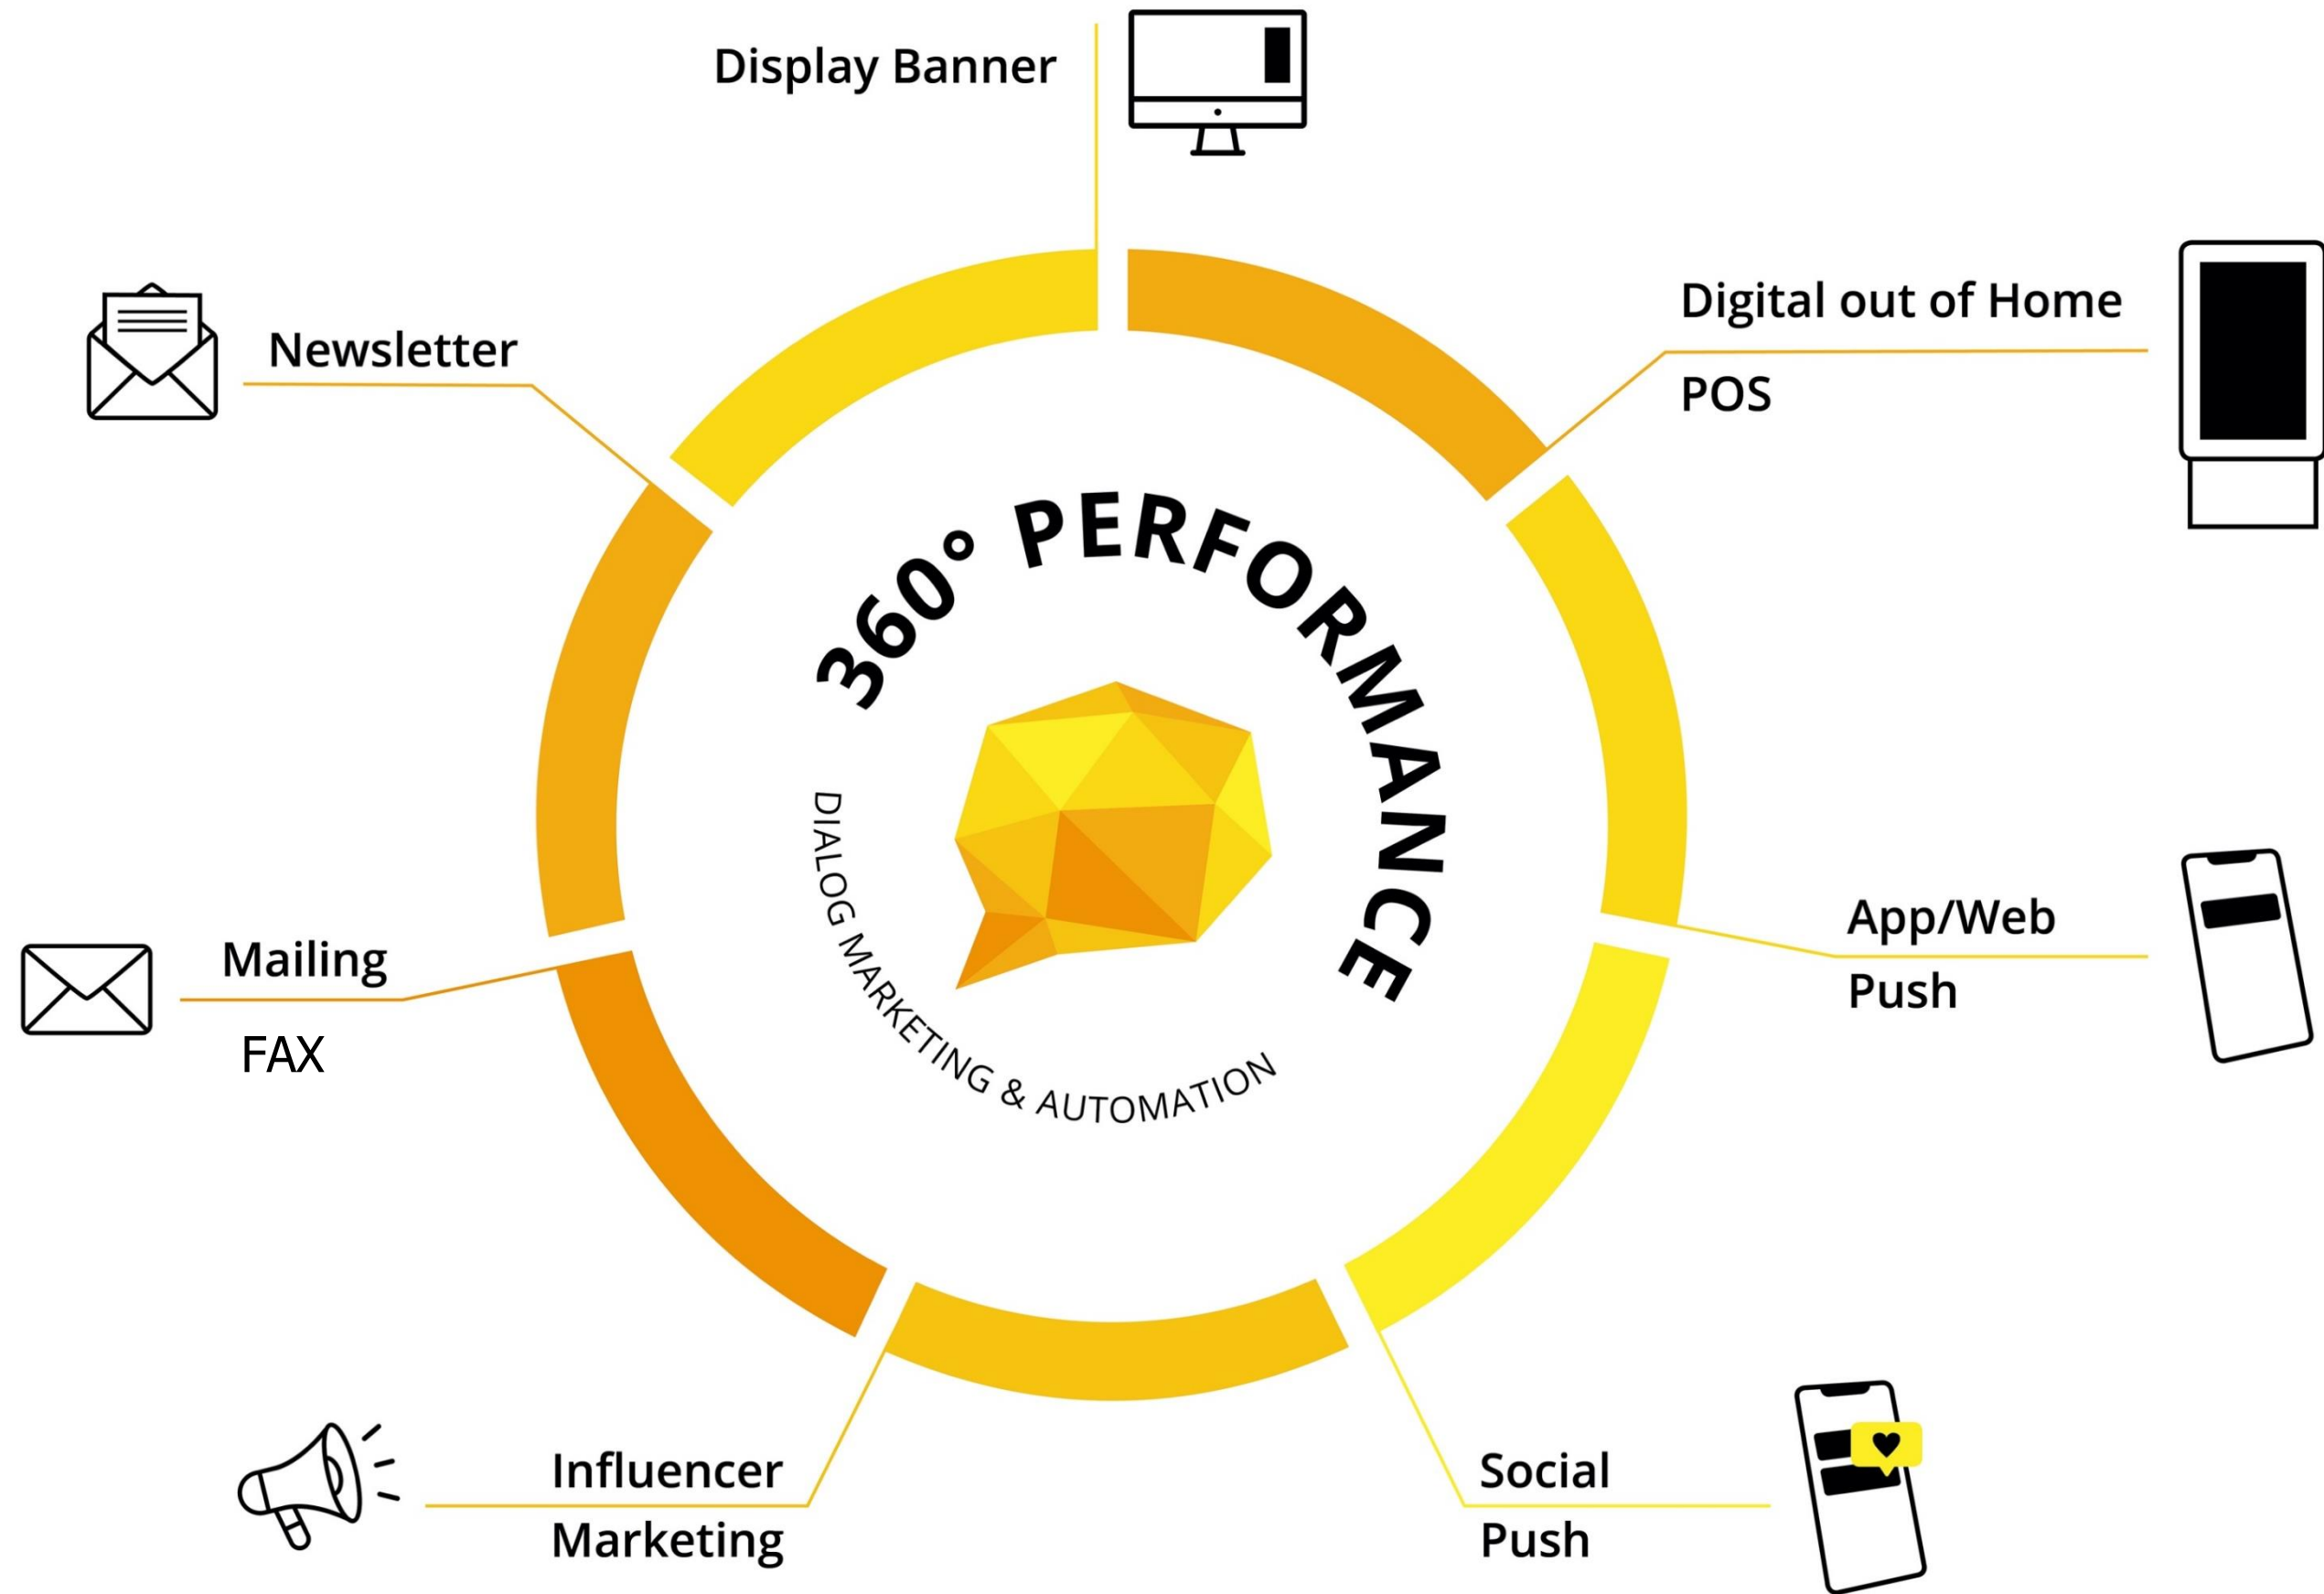 Display Banner
Digital out of Home
POS
Newsletter
360° PERFORMANCE
DIALOG MARKETING & AUTOMATION
App/Web
Push
Mailing
FAX
Influencer
Marketing
Social
Push